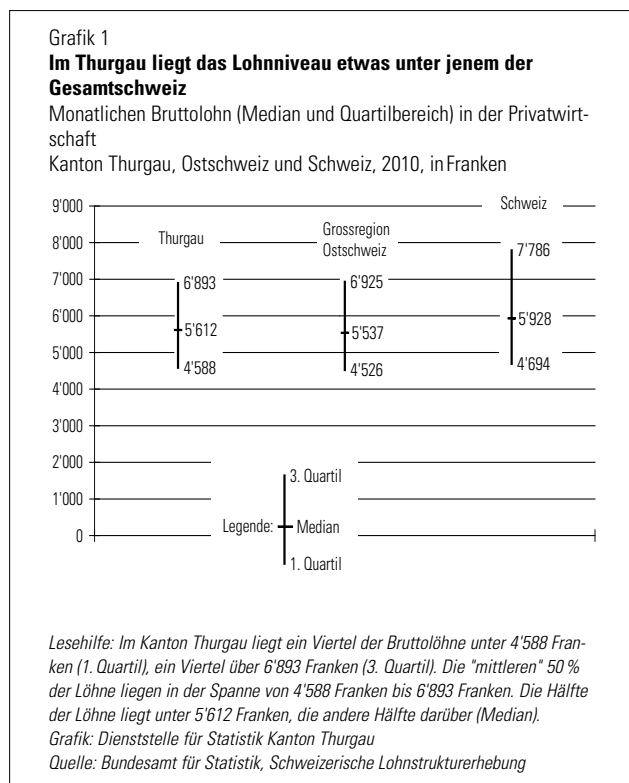 Grafik 1
Im Thurgau liegt das Lohnniveau etwas unter jenem der
Gesamtschweiz
Monatlichen Bruttolohn (Median und Quartilbereich) in der Privatwirt-
schaft
Kanton Thurgau, Ostschweiz und Schweiz, 2010, in Franken
9'000
8'000
7'000
6'000
5'000
4'000
3'000
2'000
1'000
0
Thurgau
6'893
5'612
4'588
Grossregion
Ostschweiz
6'925
5'537
4'526
Schweiz
7'786
5'928
4'694
Legende:
3. Quartil
Median
1. Quartil
Lesehilfe: Im Kanton Thurgau liegt ein Viertel der Bruttolöhne unter 4'588 Fran-
ken (1. Quartil), ein Viertel über 6'893 Franken (3. Quartil). Die "mittleren" 50 %
der Löhne liegen in der Spanne von 4'588 Franken bis 6'893 Franken. Die Hälfte
der Löhne liegt unter 5'612 Franken, die andere Hälfte darüber (Median).
Grafik: Dienststelle für Statistik Kanton Thurgau
Quelle: Bundesamt für Statistik, Schweizerische Lohnstrukturerhebung